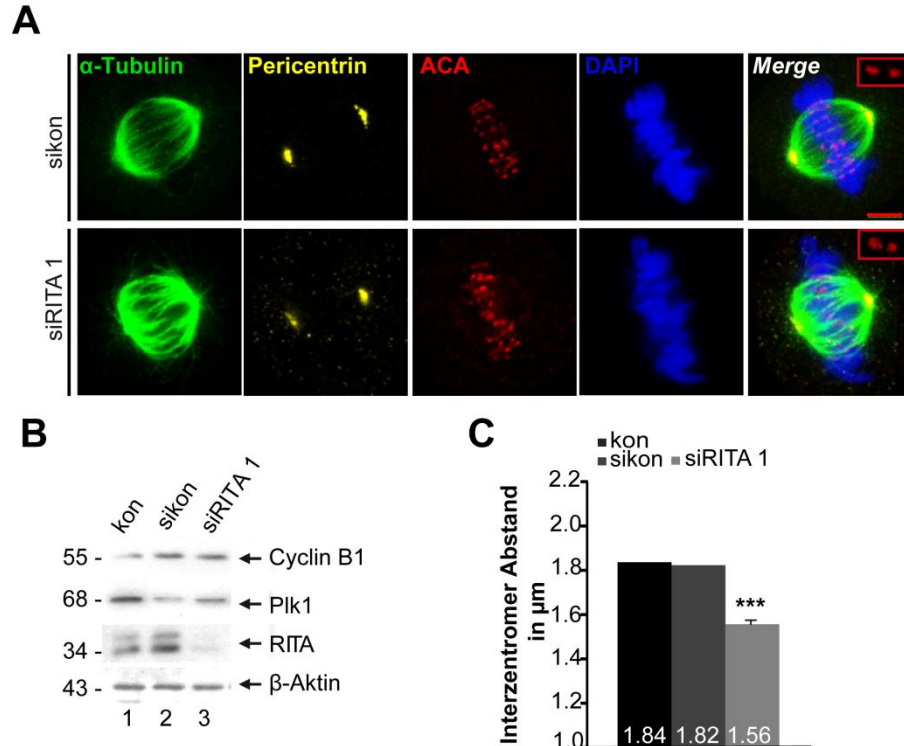 A
α-Tubulin Pericentrin ACA DAPI Merge
sikon
siRITA 1
B
kon sikon siRITA 1
55 - Cyclin B1
68 - Plk1
34 - RITA
43 - β-Aktin
1 2 3
C
kon
sikon siRITA 1
Interzentromer Abstand
in µm
2.2
2.0
1.8
1.6
1.4
1.2
1.0
***
1.84 1.82 1.56